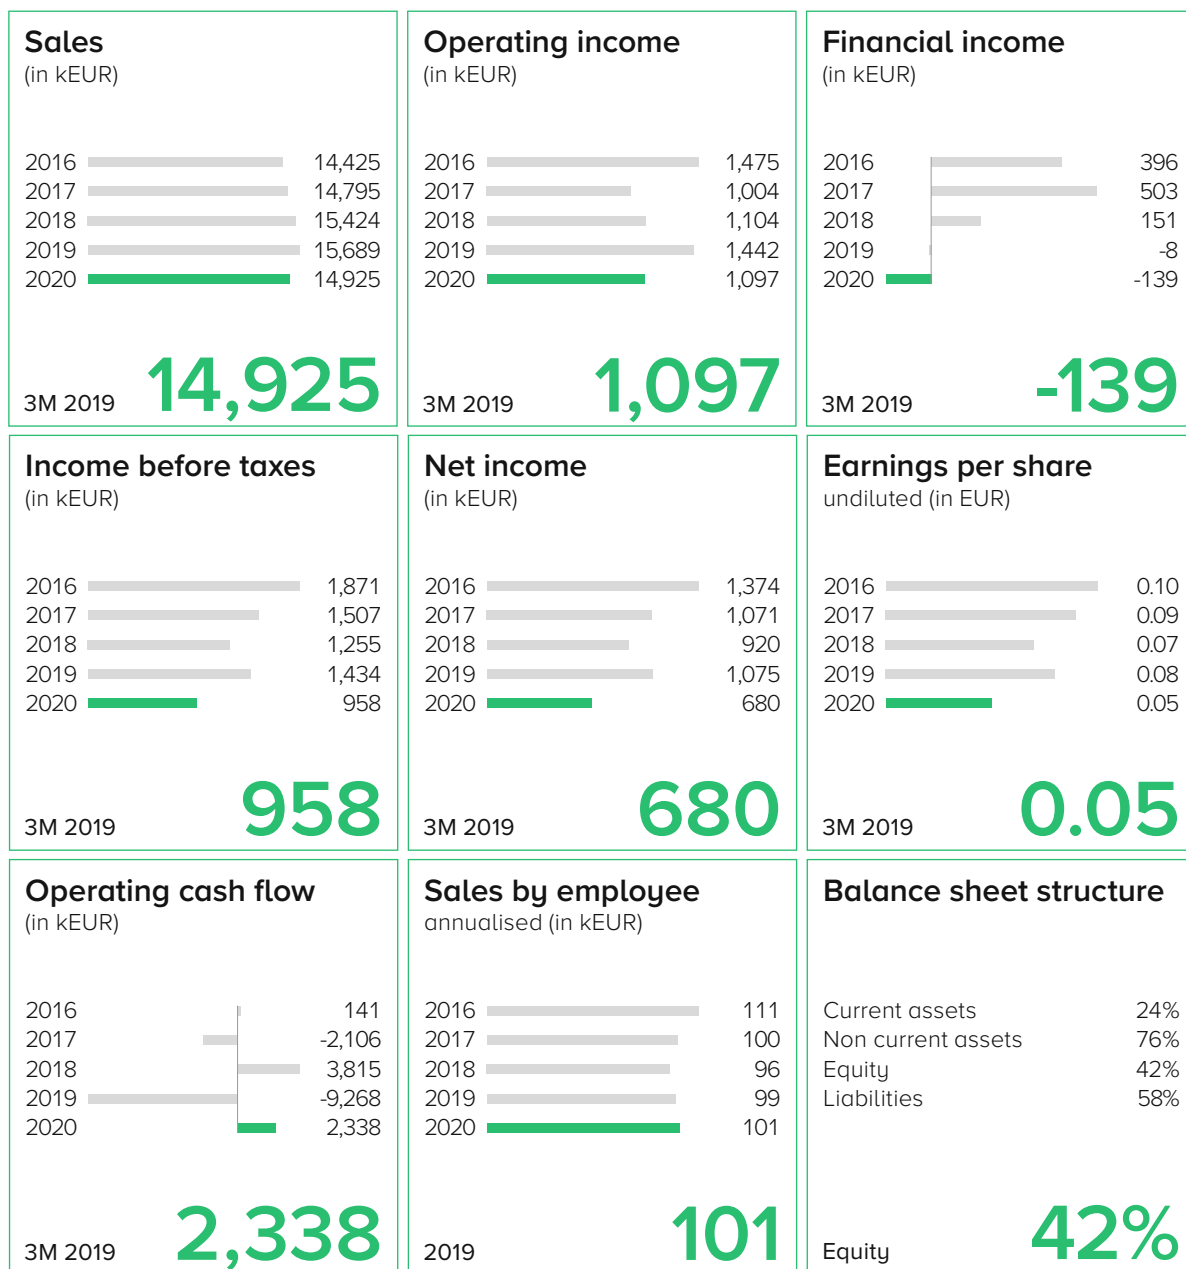 Sales
(in kEUR)
2016 14,425
2017 14,795
2018 15,424
2019 15,689
2020 14,925
3M 2019 14,925
Operating income
(in kEUR)
2016 1,475
2017 1,004
2018 1,104
2019 1,442
2020 1,097
3M 2019 1,097
Financial income
(in kEUR)
2016 396
2017 503
2018 151
2019 -8
2020 -139
3M 2019 -139
Income before taxes
(in kEUR)
2016 1,871
2017 1,507
2018 1,255
2019 1,434
2020 958
3M 2019 958
Net income
(in kEUR)
2016 1,374
2017 1,071
2018 920
2019 1,075
2020 680
3M 2019 680
Earnings per share
undiluted (in EUR)
2016 0.10
2017 0.09
2018 0.07
2019 0.08
2020 0.05
3M 2019 0.05
Operating cash flow
(in kEUR)
2016 141
2017 -2,106
2018 3,815
2019 -9,268
2020 2,338
3M 2019 2,338
Sales by employee
annualised (in kEUR)
2016 111
2017 100
2018 96
2019 99
2020 101
2019 101
Balance sheet structure
Current assets 24%
Non current assets 76%
Equity 42%
Liabilities 58%
Equity 42%